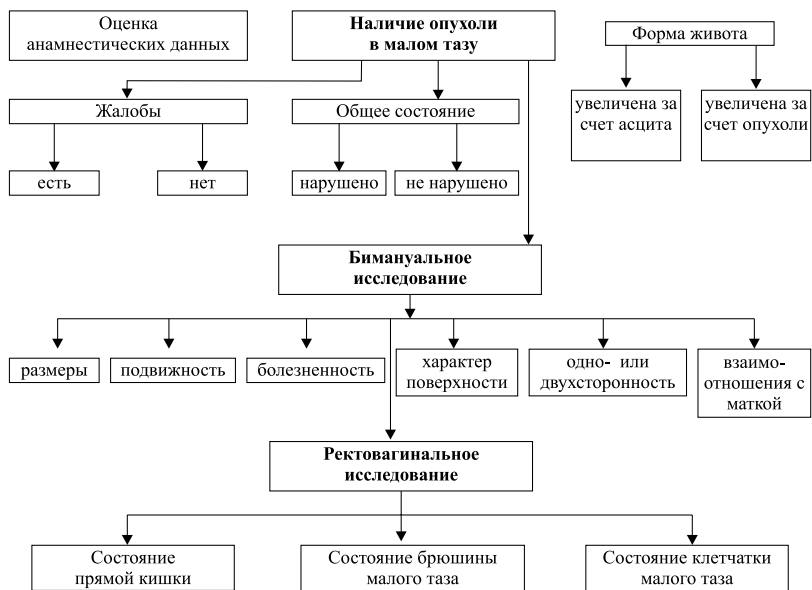 Оценка
анамнестических данных
Наличие опухоли
в малом тазу
Форма живота
Жалобы
Общее состояние
увеличена за
счет асцита
увеличена за
счет опухоли
есть
нет
нарушено
не нарушено
Бимануальное
исследование
размеры
подвижность
болезненность
характер
поверхности
одно- или
двухсторонность
взаимо-
отношения с
маткой
Ректовагинальное
исследование
Состояние
прямой кишки
Состояние брюшины
малого таза
Состояние клетчатки
малого таза